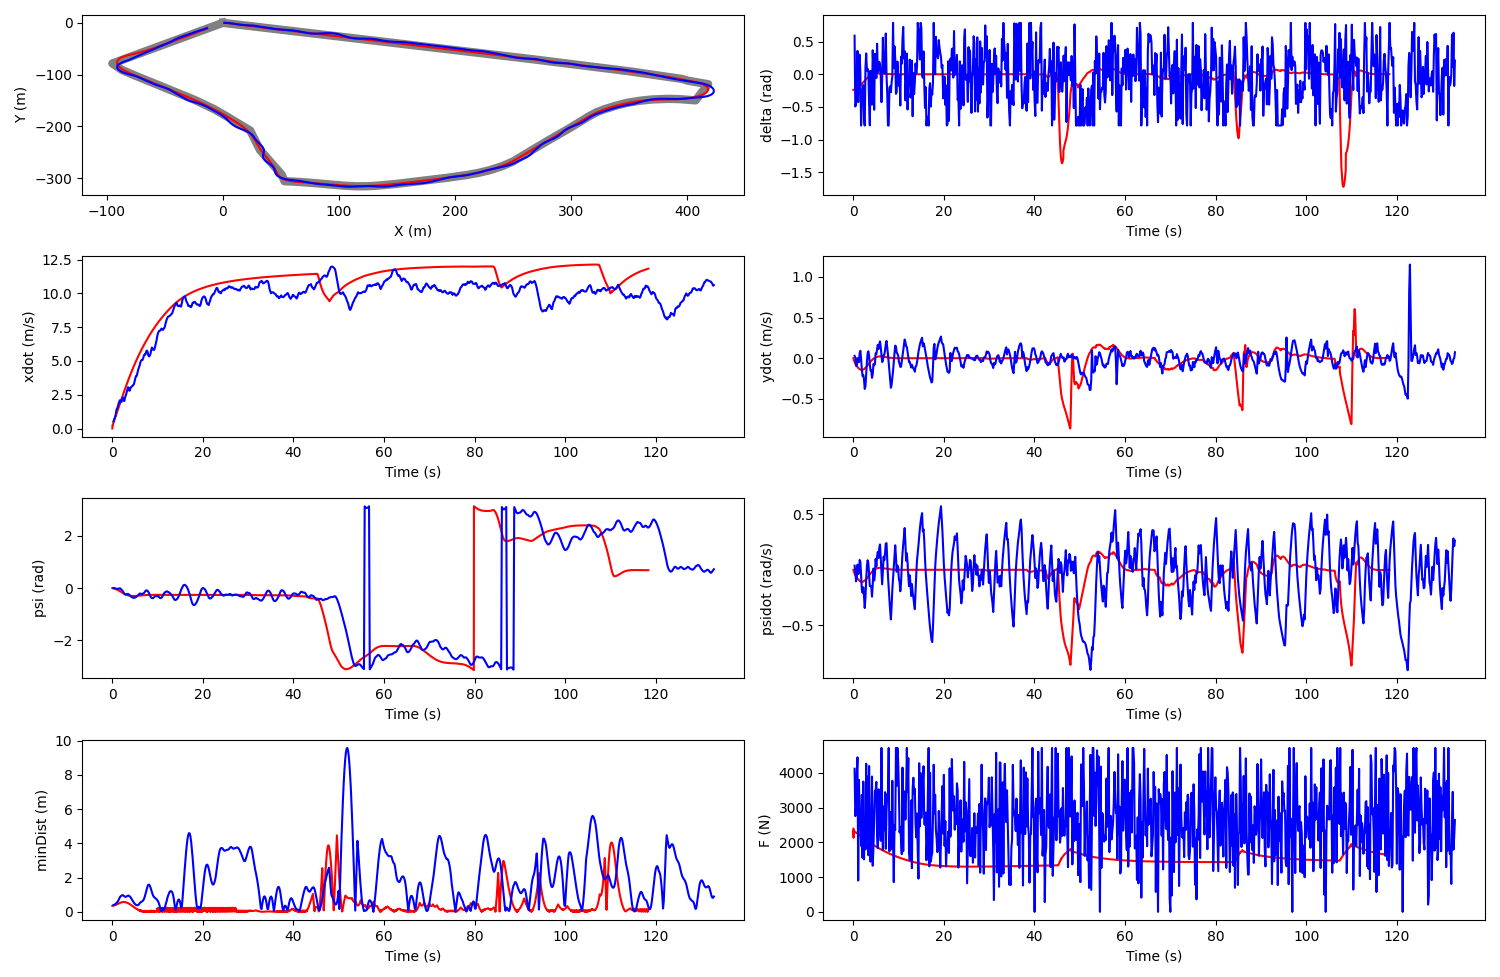 0
−100
−200
−300
Y (m)
−100 0 100 200 300 400
X (m)
0.5
0.0
−0.5
−1.0
−1.5
delta (rad)
0 20 40 60 80 100 120
Time (s)
12.5
10.0
7.5
5.0
2.5
0.0
xdot (m/s)
0 20 40 60 80 100 120
Time (s)
1.0
0.5
0.0
−0.5
ydot (m/s)
0 20 40 60 80 100 120
Time (s)
2
0
−2
psi (rad)
0 20 40 60 80 100 120
Time (s)
0.5
0.0
−0.5
psidot (rad/s)
0 20 40 60 80 100 120
Time (s)
10
8
6
4
2
0
minDist (m)
0 20 40 60 80 100 120
Time (s)
4000
3000
2000
1000
0
F (N)
0 20 40 60 80 100 120
Time (s)